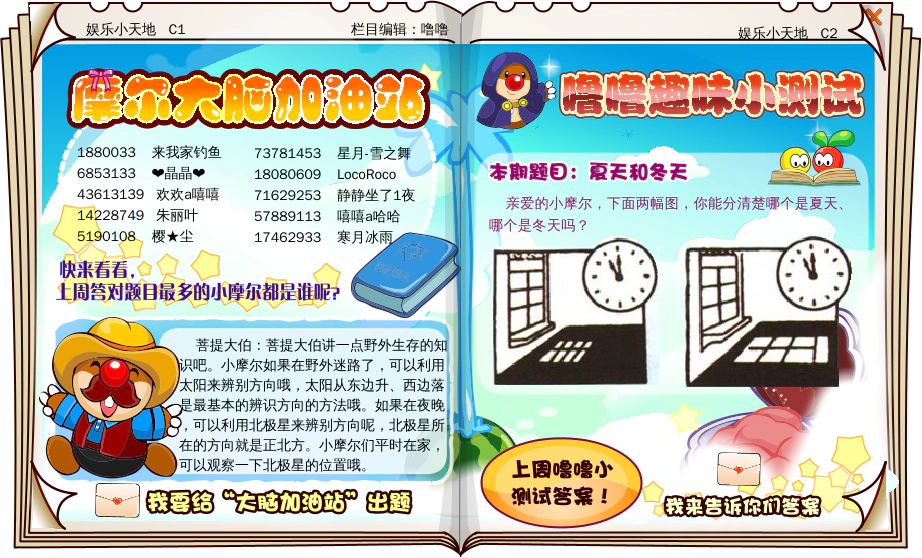 娱乐小天地 C1 栏目编辑：噜噜
摩尔大脑加油站
1880033 来我家钓鱼 73781453 星月·雪之舞
6853133 ❤晶晶❤ 18080609 LocoRoco
43613139 欢欢a嘻嘻 71629253 静静坐了1夜
14228749 朱丽叶 57889113 嘻嘻a哈哈
5190108 樱★尘 17462933 寒月冰雨
快来看看，
上周答对题目最多的小摩尔都是谁呢?
菩提大伯：菩提大伯讲一点野外生存的知
识吧。小摩尔如果在野外迷路了，可以利用
太阳来辨别方向哦，太阳从东边升、西边落
是最基本的辨识方向的方法哦。如果在夜晚
，可以利用北极星来辨别方向呢，北极星所
在的方向就是正北方。小摩尔们平时在家，
可以观察一下北极星的位置哦。
我要给“大脑加油站”出题
娱乐小天地 C2
噜噜趣味小测试
本期题目：夏天和冬天
亲爱的小摩尔，下面两幅图，你能分清楚哪个是夏天、
哪个是冬天吗？
上周噜噜小
测试答案！
我来告诉你们答案